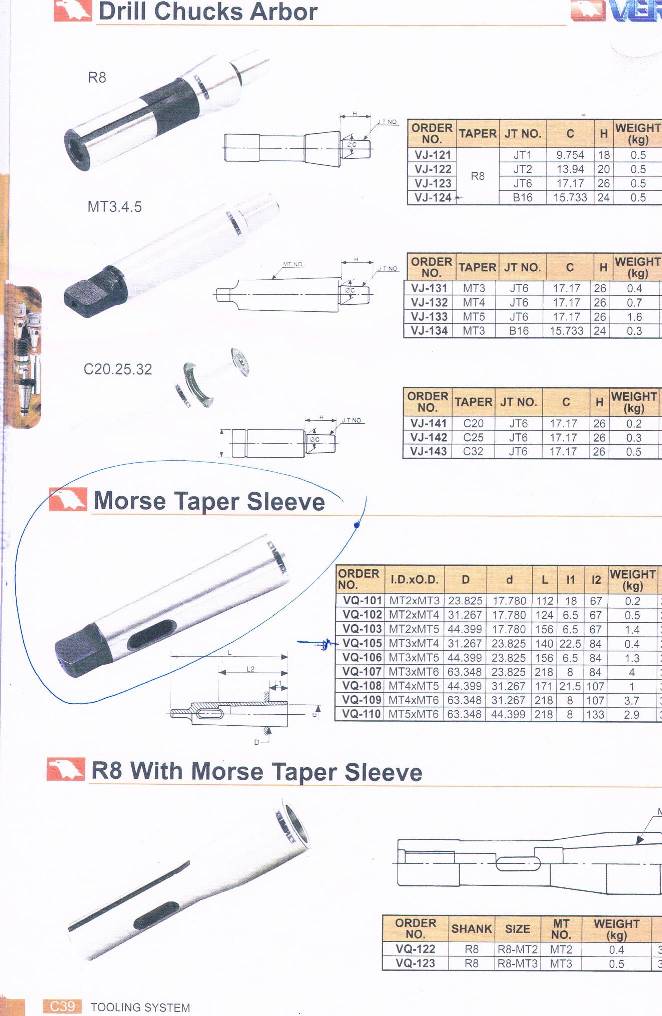 Drill Chucks Arbor
VER
R8
H J T NO.
ØC
ORDER NO. TAPER JT NO. C H WEIGHT (kg)
VJ-121 R8 JT1 9.754 18 0.5
VJ-122 JT2 13.94 20 0.5
VJ-123 JT6 17.17 26 0.5
VJ-124 B16 15.733 24 0.5
MT3.4.5
MT NO. H J T NO.
ØC
ORDER NO. TAPER JT NO. C H WEIGHT (kg)
VJ-131 MT3 JT6 17.17 26 0.4
VJ-132 MT4 JT6 17.17 26 0.7
VJ-133 MT5 JT6 17.17 26 1.6
VJ-134 MT3 B16 15.733 24 0.3
C20.25.32
H J.T NO.
ØC
ORDER NO. TAPER JT NO. C H WEIGHT (kg)
VJ-141 C20 JT6 17.17 26 0.2
VJ-142 C25 JT6 17.17 26 0.3
VJ-143 C32 JT6 17.17 26 0.5
Morse Taper Sleeve
ORDER NO. I.D.xO.D. D d L l1 l2 WEIGHT (kg)
VQ-101 MT2xMT3 23.825 17.780 112 18 67 0.2
VQ-102 MT2xMT4 31.267 17.780 124 6.5 67 0.5
VQ-103 MT2xMT5 44.399 17.780 156 6.5 67 1.4
VQ-105 MT3xMT4 31.267 23.825 140 22.5 84 0.4
VQ-106 MT3xMT5 44.399 23.825 156 6.5 84 1.3
VQ-107 MT3xMT6 63.348 23.825 218 8 84 4
VQ-108 MT4xMT5 44.399 31.267 171 21.5 107 1
VQ-109 MT4xMT6 63.348 31.267 218 8 107 3.7
VQ-110 MT5xMT6 63.348 44.399 218 8 133 2.9
L
L2
L1
d
D
R8 With Morse Taper Sleeve
M
ORDER NO. SHANK SIZE MT NO. WEIGHT (kg)
VQ-122 R8 R8-MT2 MT2 0.4
VQ-123 R8 R8-MT3 MT3 0.5
C39 TOOLING SYSTEM